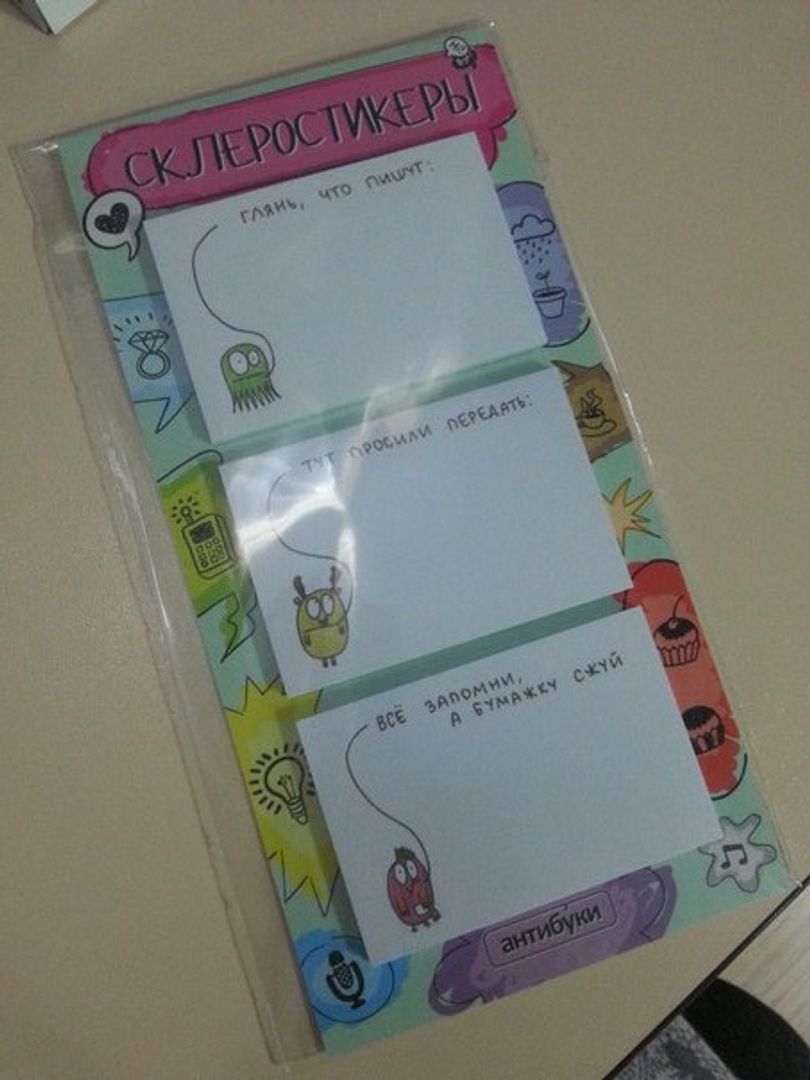 СКЛЕРОСТИКЕРЫ
ГЛЯНЬ, ЧТО ПИШУТ:
ТУТ ПРОСИЛИ ПЕРЕДАТЬ:
ВСЁ ЗАПОМНИ,
А БУМАЖКУ СЖУЙ
антибуки